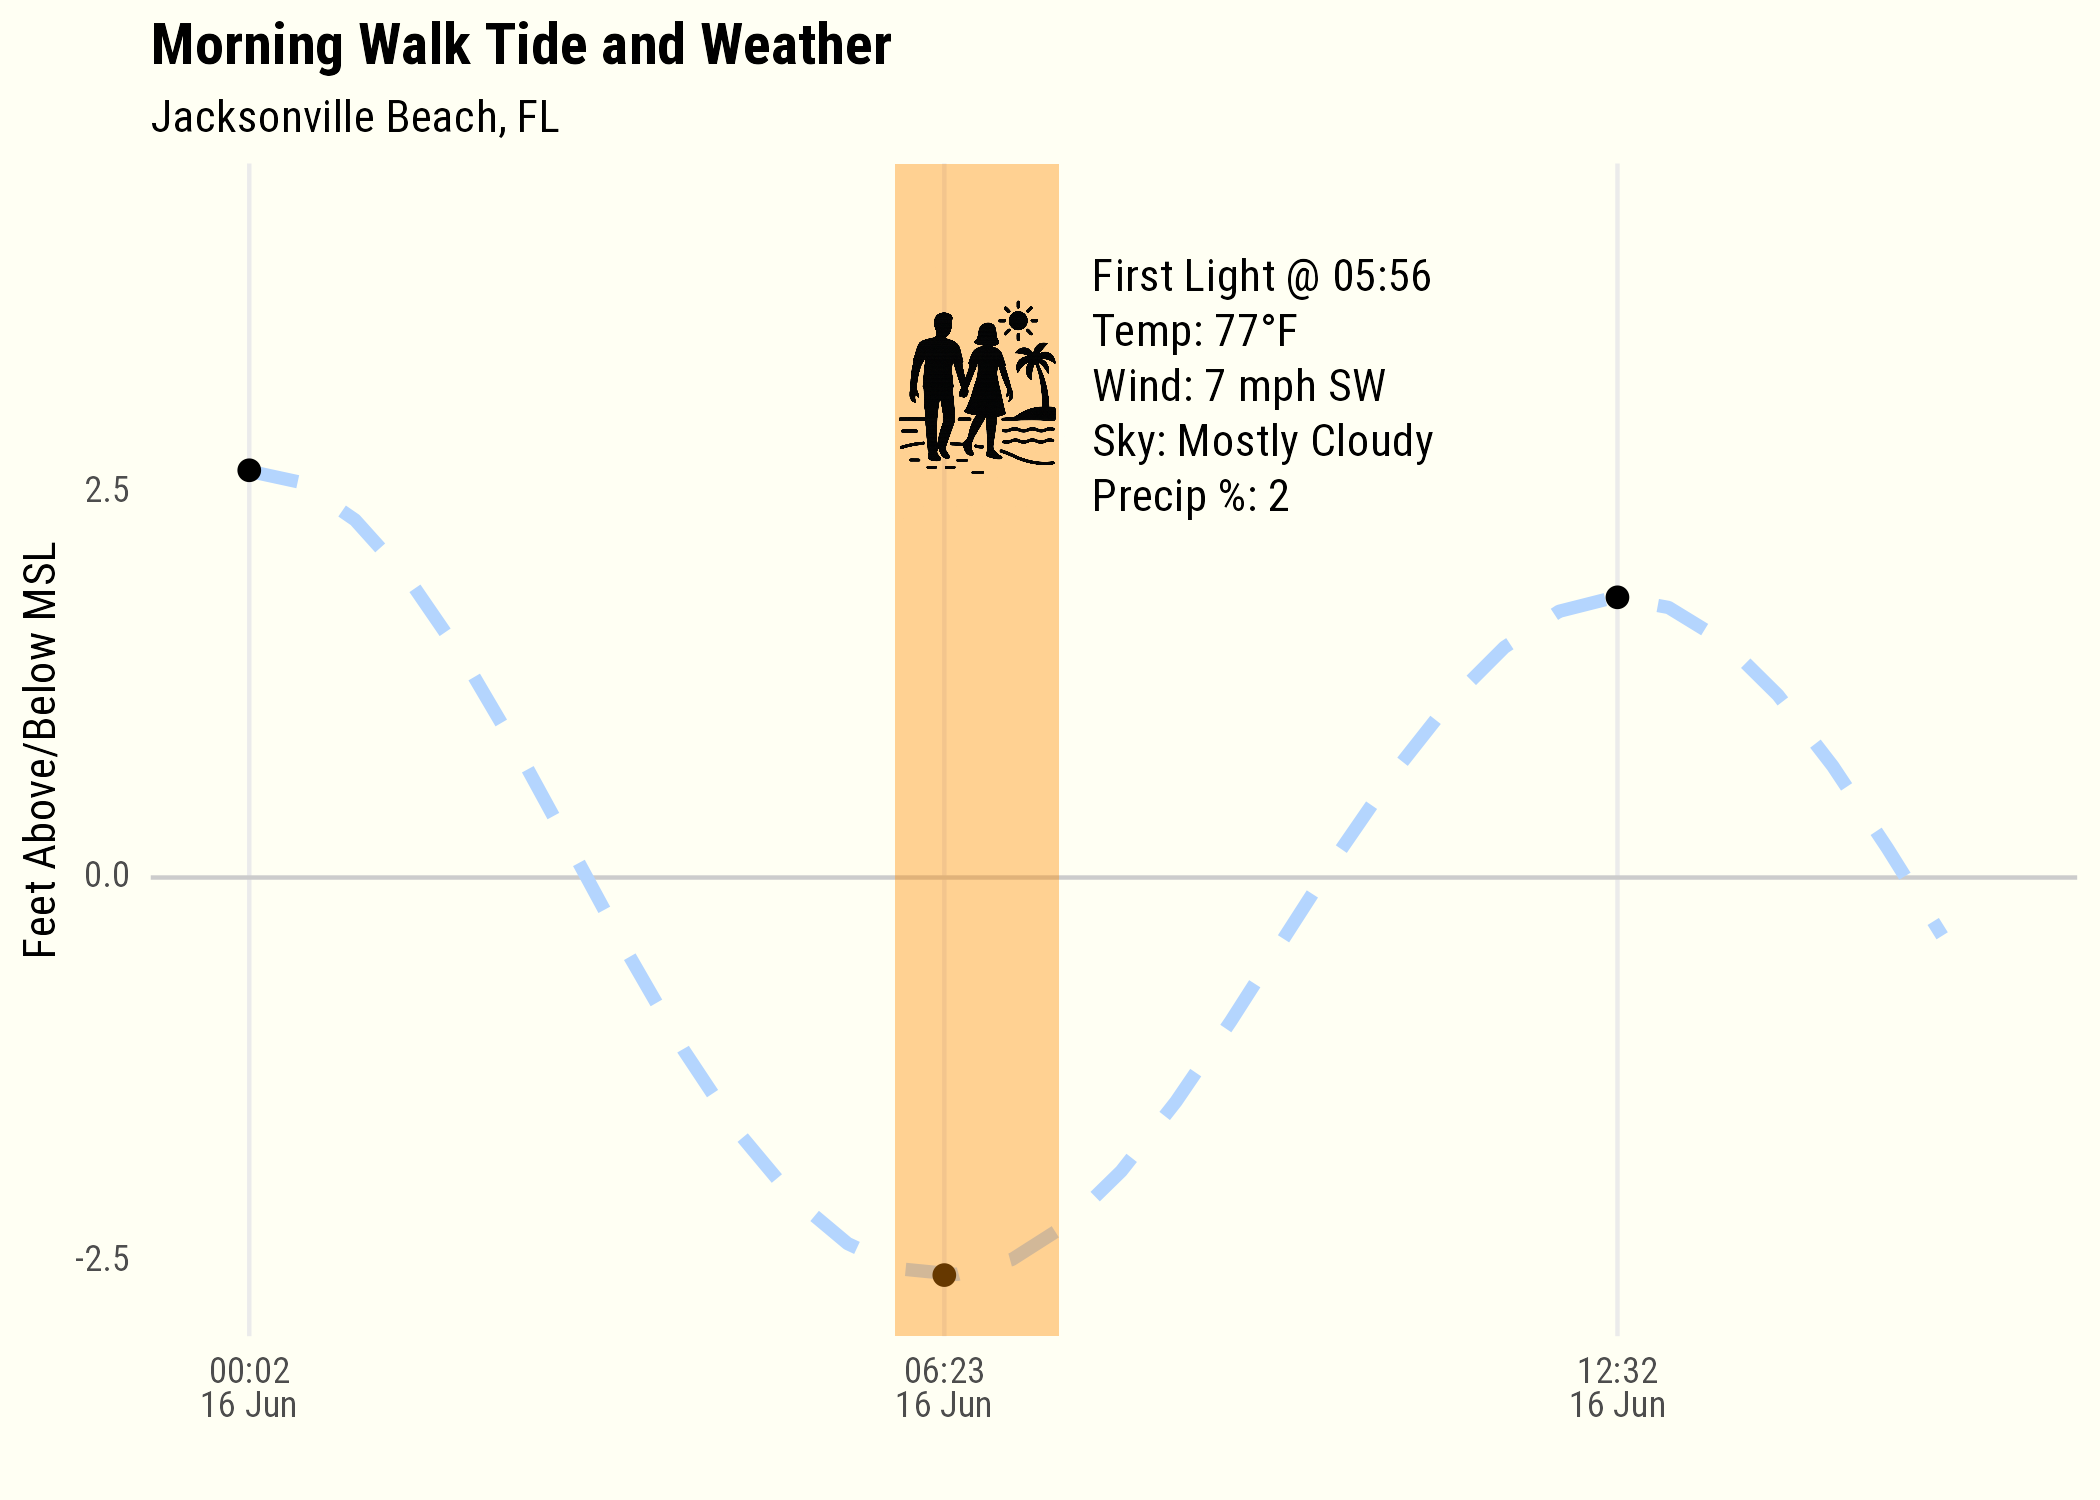 Morning Walk Tide and Weather
Jacksonville Beach, FL
First Light @ 05:56
Temp: 77°F
Wind: 7 mph SW
Sky: Mostly Cloudy
Precip %: 2
Feet Above/Below MSL
2.5
0.0
-2.5
00:02
16 Jun
06:23
16 Jun
12:32
16 Jun